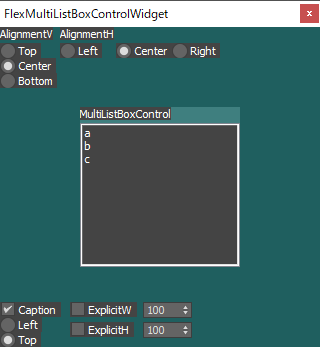 FlexMultiListBoxControlWidget x
AlignmentV AlignmentH
Top Left Center Right
Center
Bottom
MultiListBoxControl
a
b
c
Caption ExplicitW 100
Left ExplicitH 100
Top